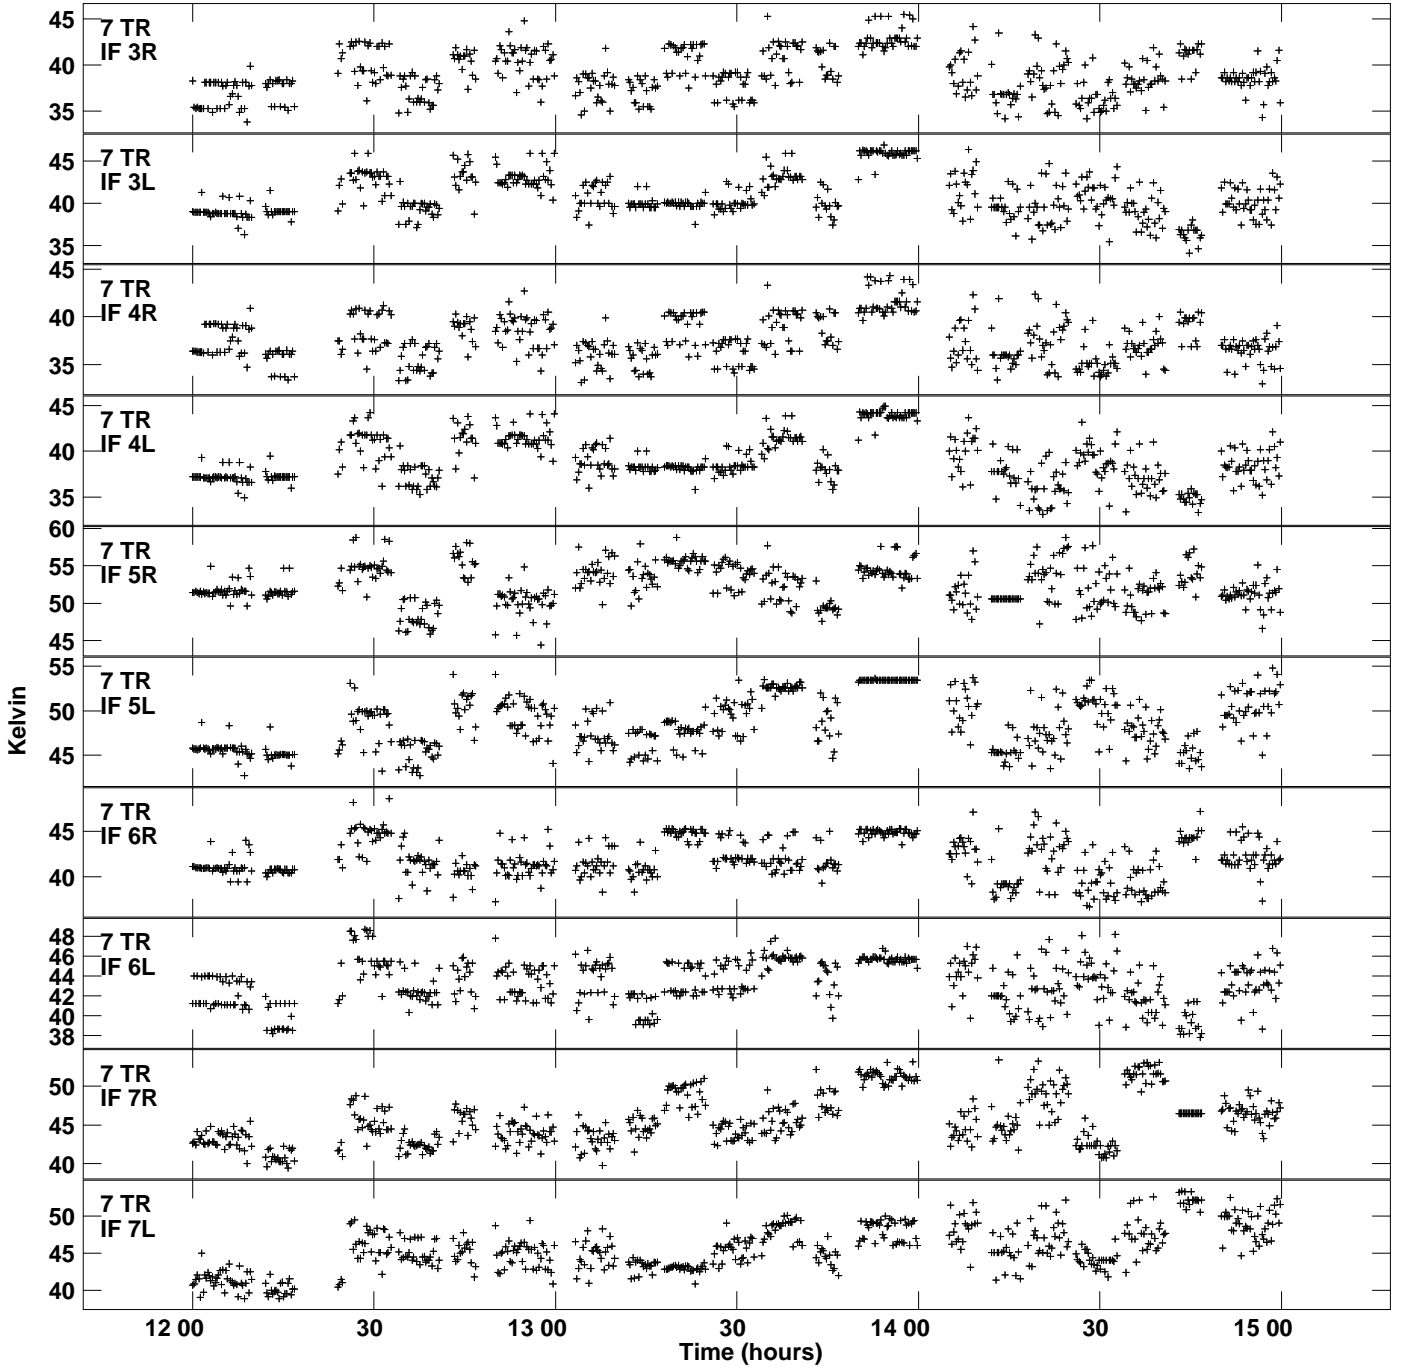 7 TR
IF 3R
45
40
35
7 TR
IF 3L
45
40
35
7 TR
IF 4R
45
40
35
7 TR
IF 4L
45
40
35
7 TR
IF 5R
60
55
50
45
7 TR
IF 5L
55
50
45
7 TR
IF 6R
45
40
7 TR
IF 6L
48
46
44
42
40
38
7 TR
IF 7R
50
45
40
7 TR
IF 7L
50
45
40
Kelvin
12 00 30 13 00 30 14 00 30 15 00
Time (hours)